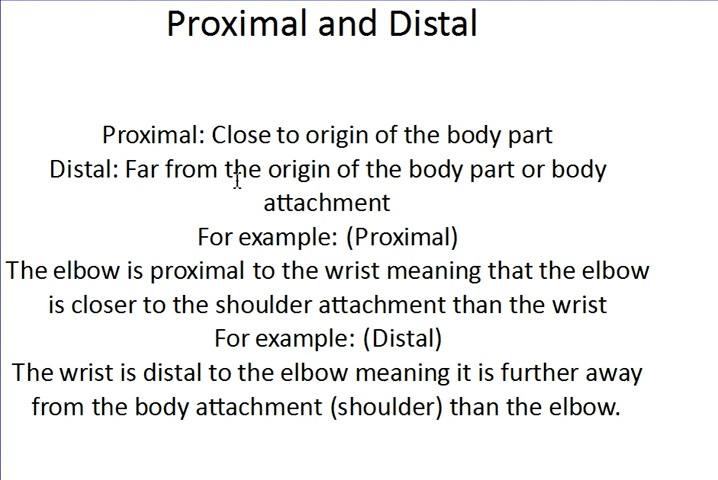 Proximal and Distal
Proximal: Close to origin of the body part
Distal: Far from the origin of the body part or body
attachment
For example: (Proximal)
The elbow is proximal to the wrist meaning that the elbow
is closer to the shoulder attachment than the wrist
For example: (Distal)
The wrist is distal to the elbow meaning it is further away
from the body attachment (shoulder) than the elbow.